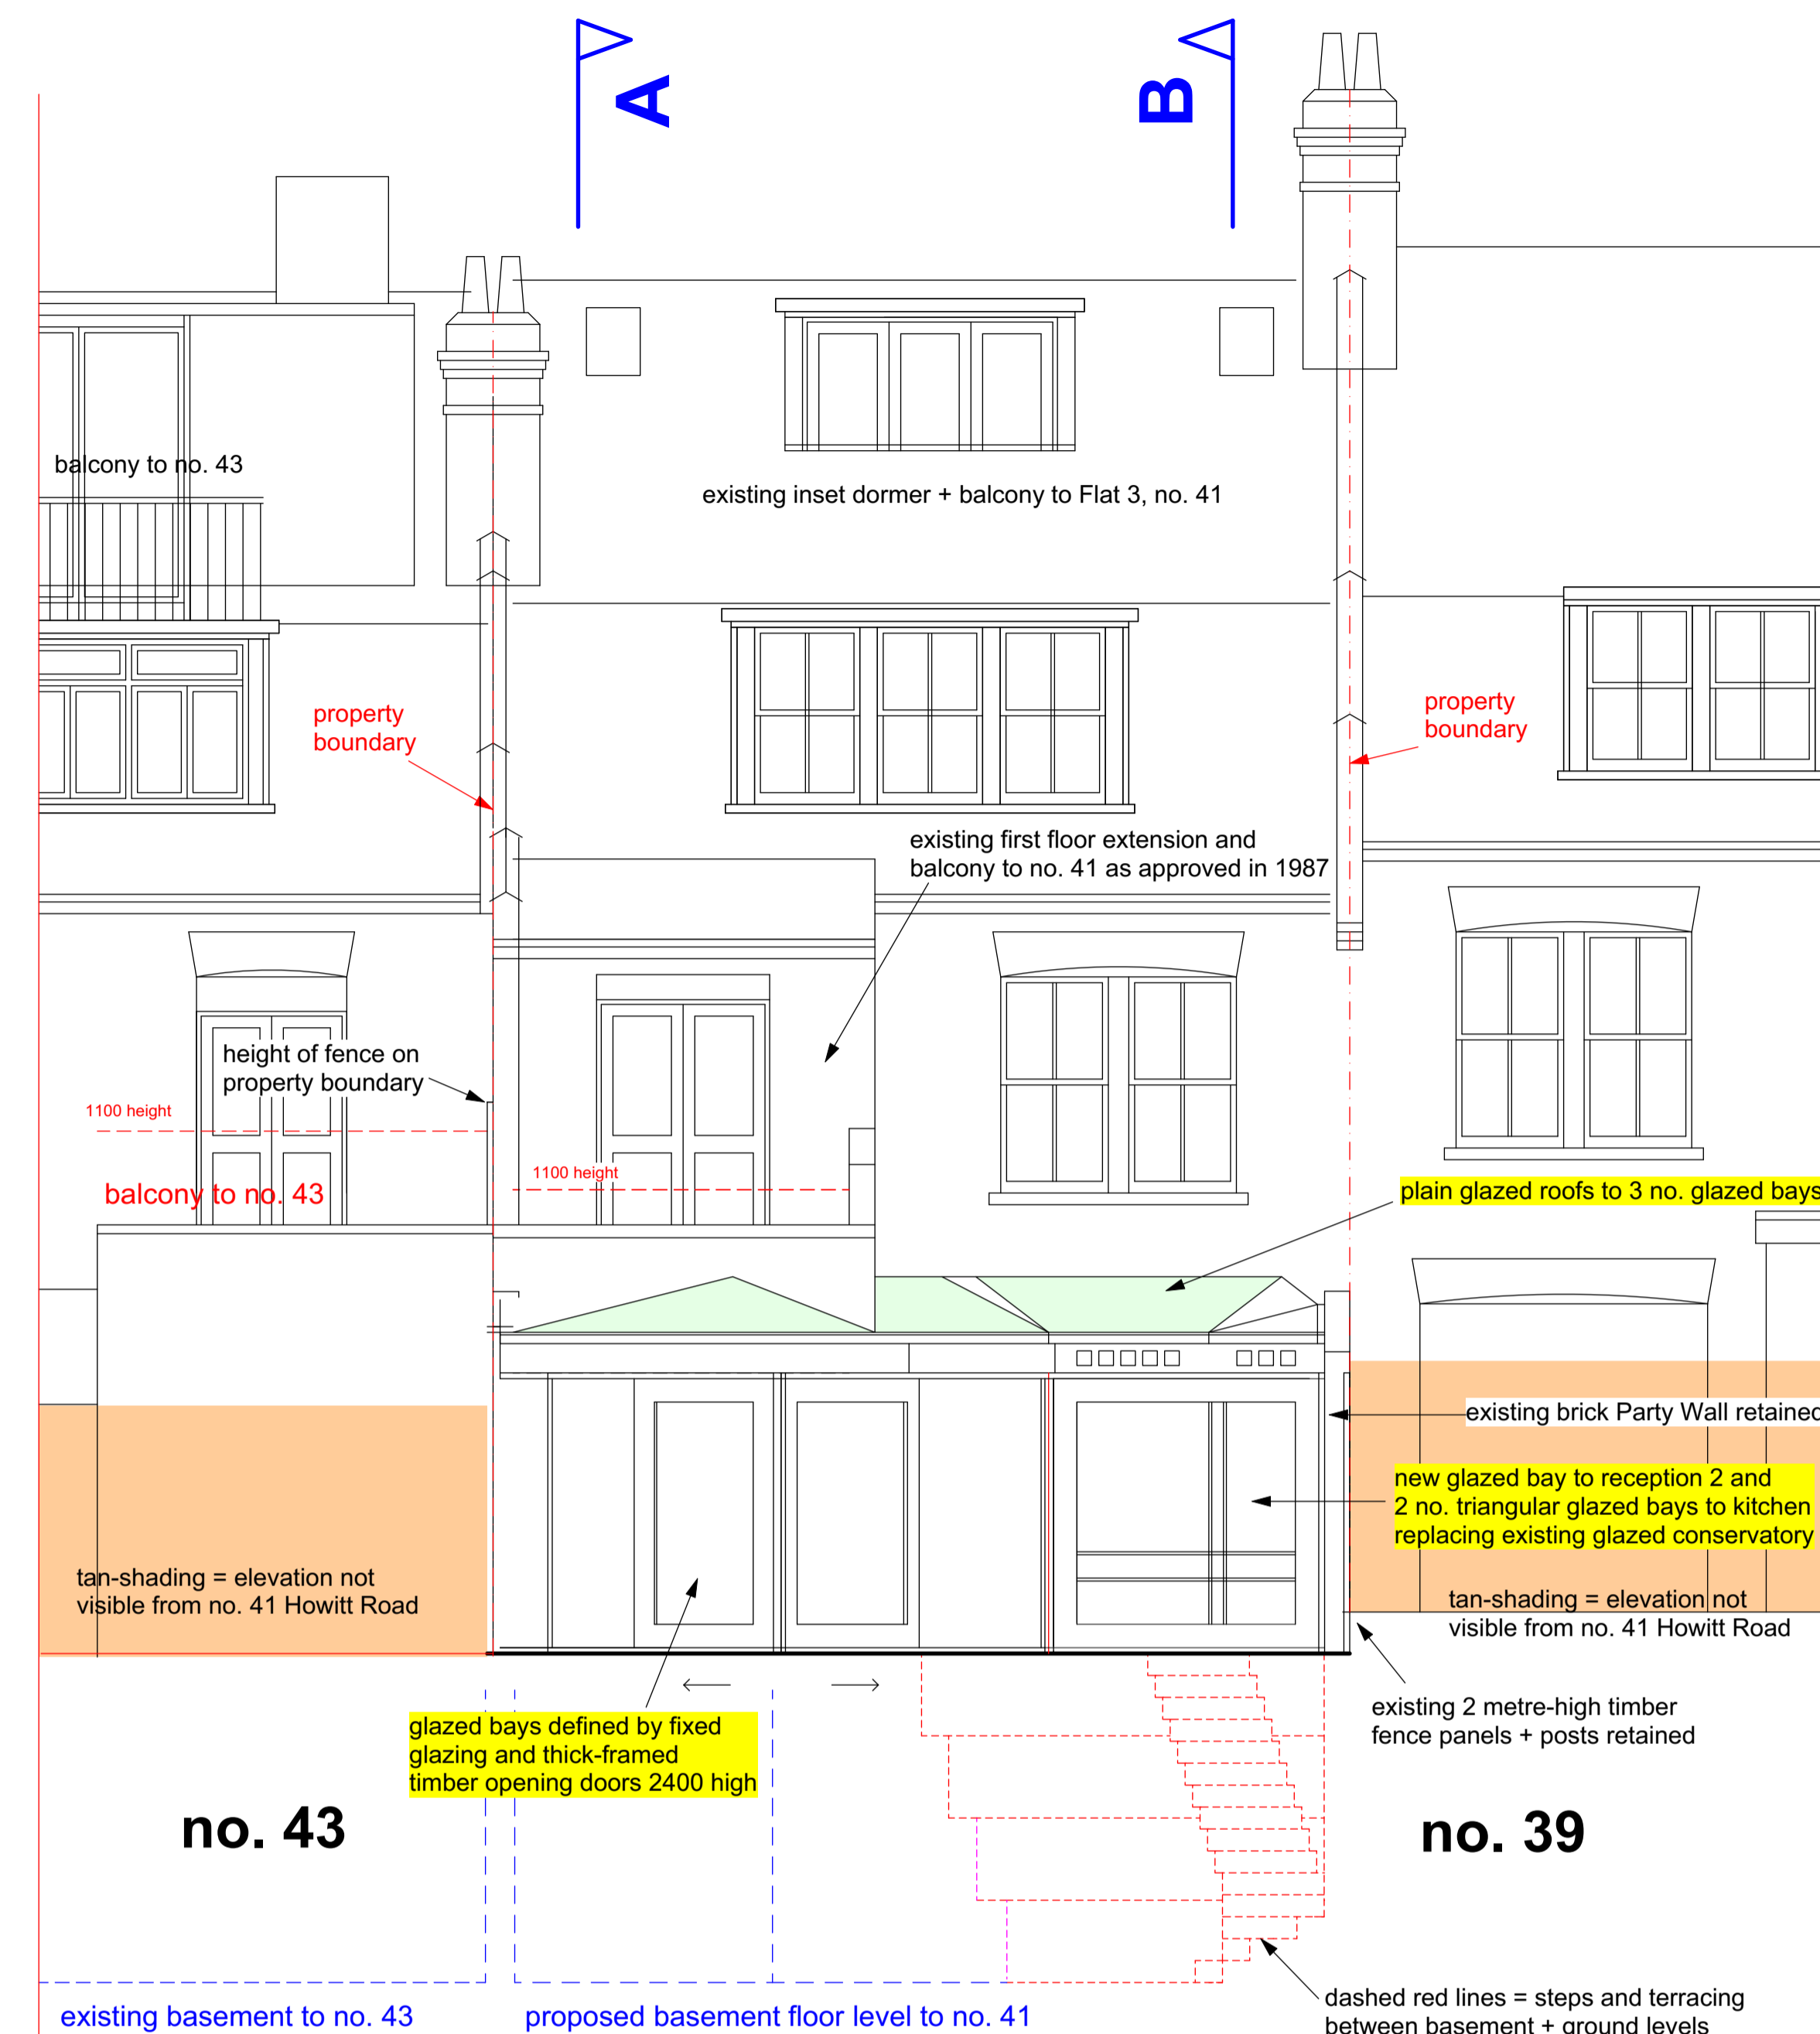 A
B
balcony to no. 43
existing inset dormer + balcony to Flat 3, no. 41
property
boundary
property
boundary
existing first floor extension and
balcony to no. 41 as approved in 1987
height of fence on
property boundary
1100 height
1100 height
balcony to no. 43
plain glazed roofs to 3 no. glazed bays
existing brick Party Wall retained
new glazed bay to reception 2 and
2 no. triangular glazed bays to kitchen
replacing existing glazed conservatory
tan-shading = elevation not
visible from no. 41 Howitt Road
tan-shading = elevation not
visible from no. 41 Howitt Road
existing 2 metre-high timber
fence panels + posts retained
glazed bays defined by fixed
glazing and thick-framed
timber opening doors 2400 high
no. 43
no. 39
existing basement to no. 43
proposed basement floor level to no. 41
dashed red lines = steps and terracing
between basement + ground levels